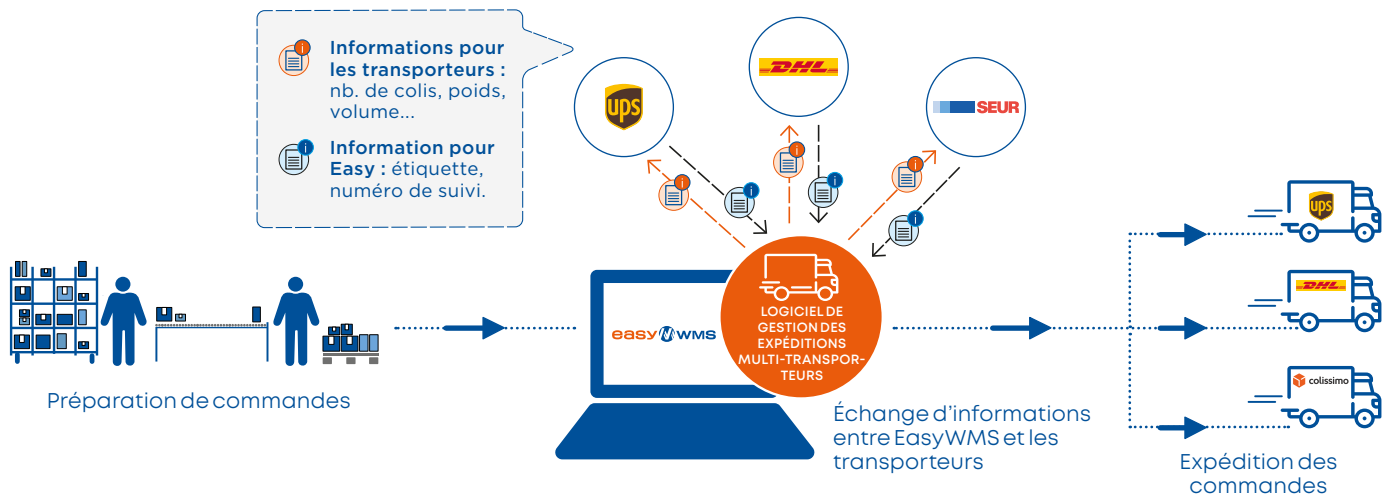 Informations pour
les transporteurs :
nb. de colis, poids,
volume...
Information pour
Easy : étiquette,
numéro de suivi.
i
i
ups
DHL
SEUR
i
i
i
i
i
i
easy WMS
LOGICIEL DE
GESTION DES
EXPÉDITIONS
MULTI-TRANSPOR-
TEURS
Préparation de commandes
Échange d'informations
entre EasyWMS et les
transporteurs
ups
DHL
colissimo
Expédition des
commandes